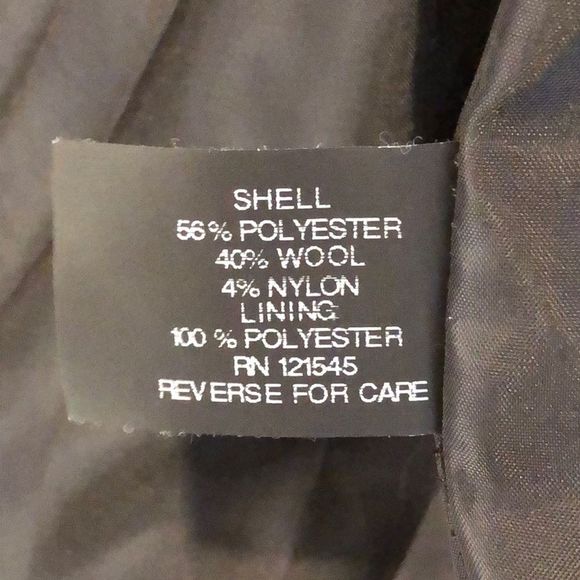 SHELL
56% POLYESTER
40% WOOL
4% NYLON
LINING
100 % POLYESTER
RN 121545
REVERSE FOR CARE